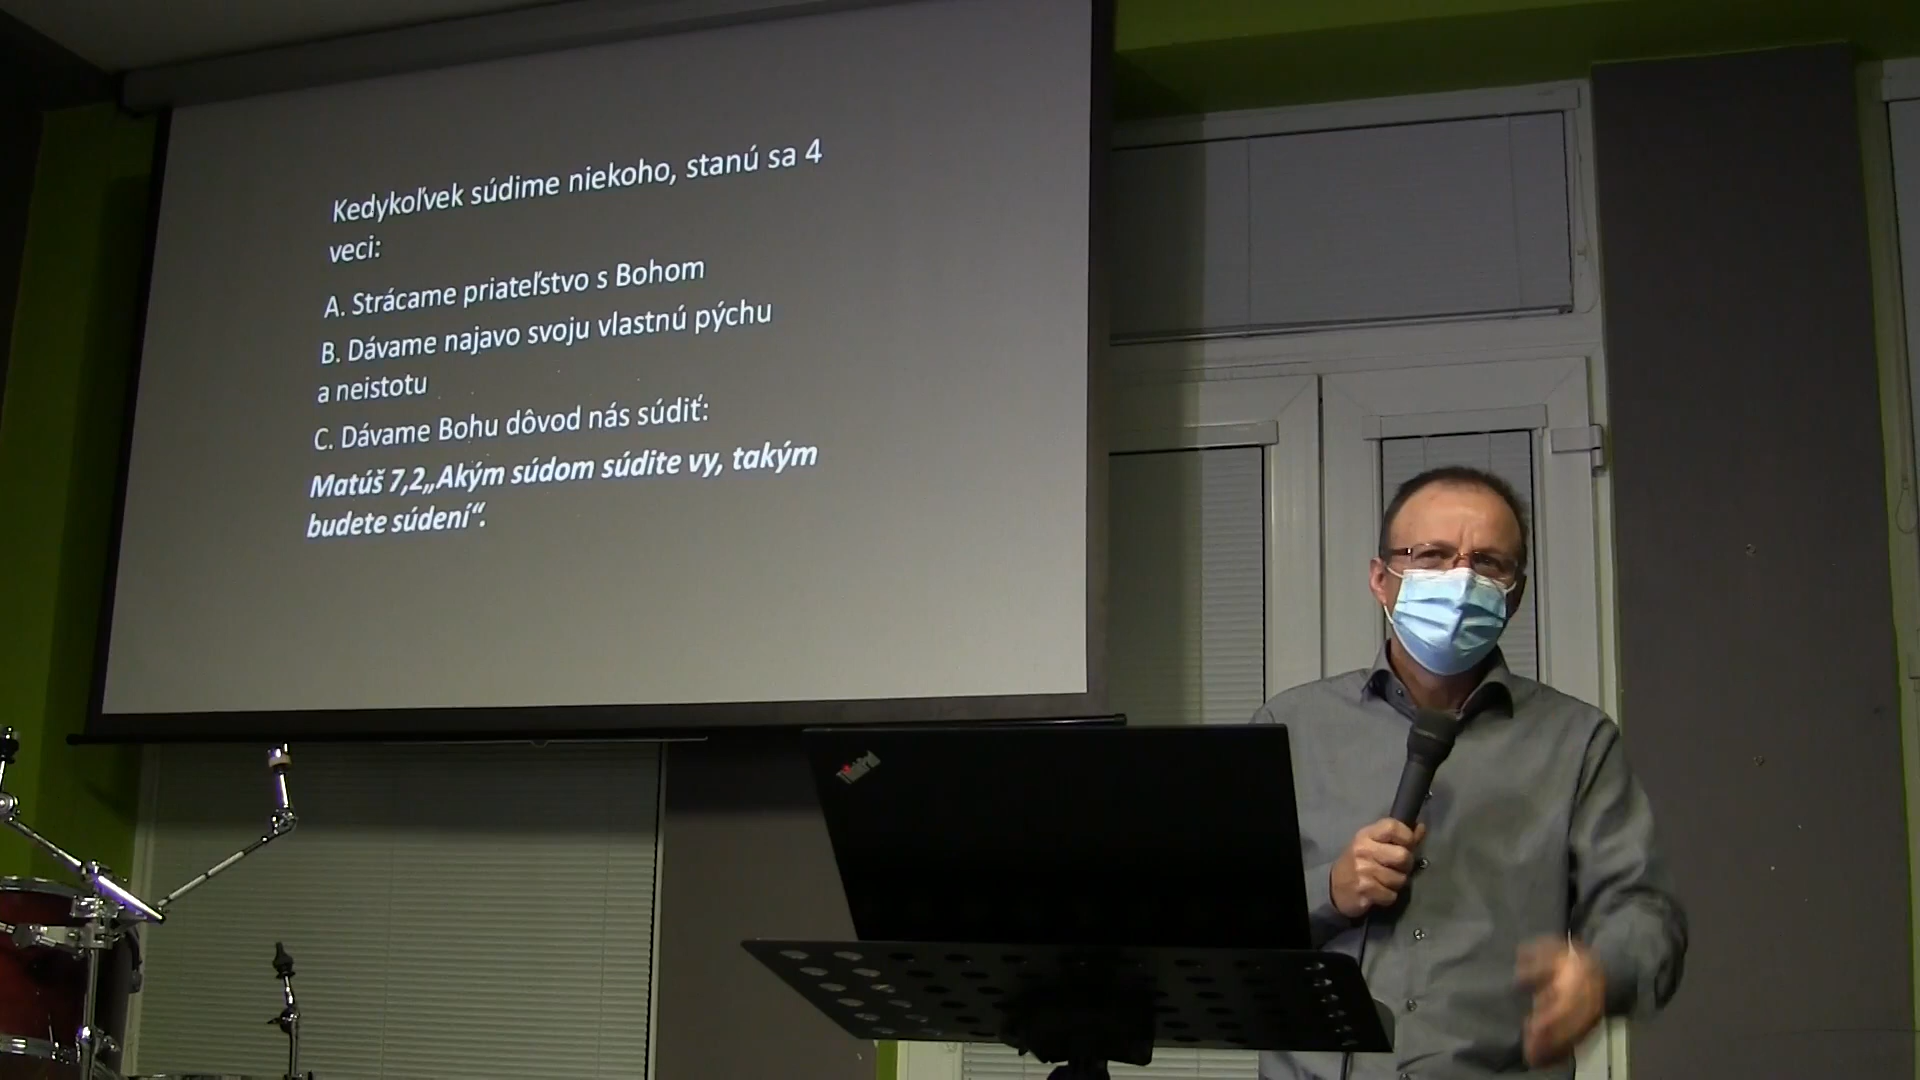 Kedykoľvek súdime niekoho, stanú sa 4
veci:
A. Strácame priateľstvo s Bohom
B. Dávame najavo svoju vlastnú pýchu
a neistotu
C. Dávame Bohu dôvod nás súdiť:
Matúš 7,2„Akým súdom súdite vy, takým
budete súdení“.
ThinkPad